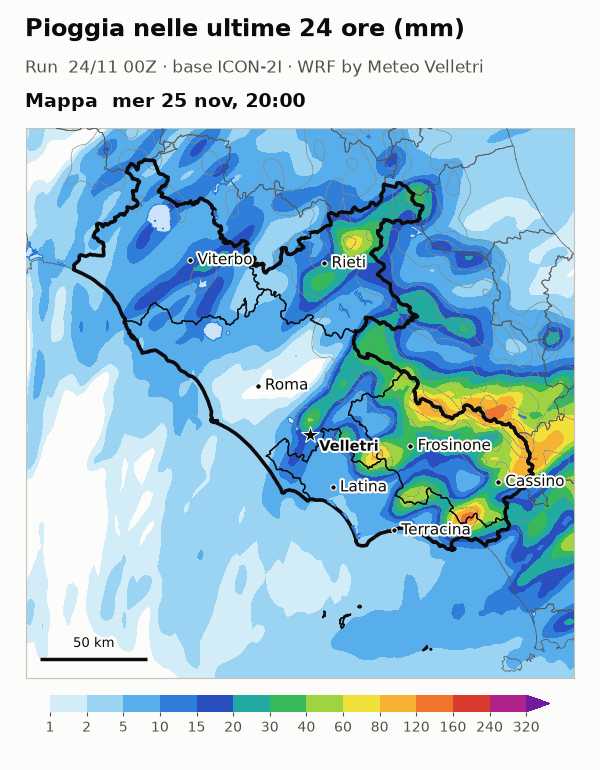 Pioggia nelle ultime 24 ore (mm)
Run 24/11 00Z · base ICON-2I · WRF by Meteo Velletri
Mappa mer 25 nov, 20:00
Viterbo
Rieti
Roma
Velletri
Frosinone
Latina
Cassino
Terracina
50 km
1 2 5 10 15 20 30 40 60 80 120 160 240 320